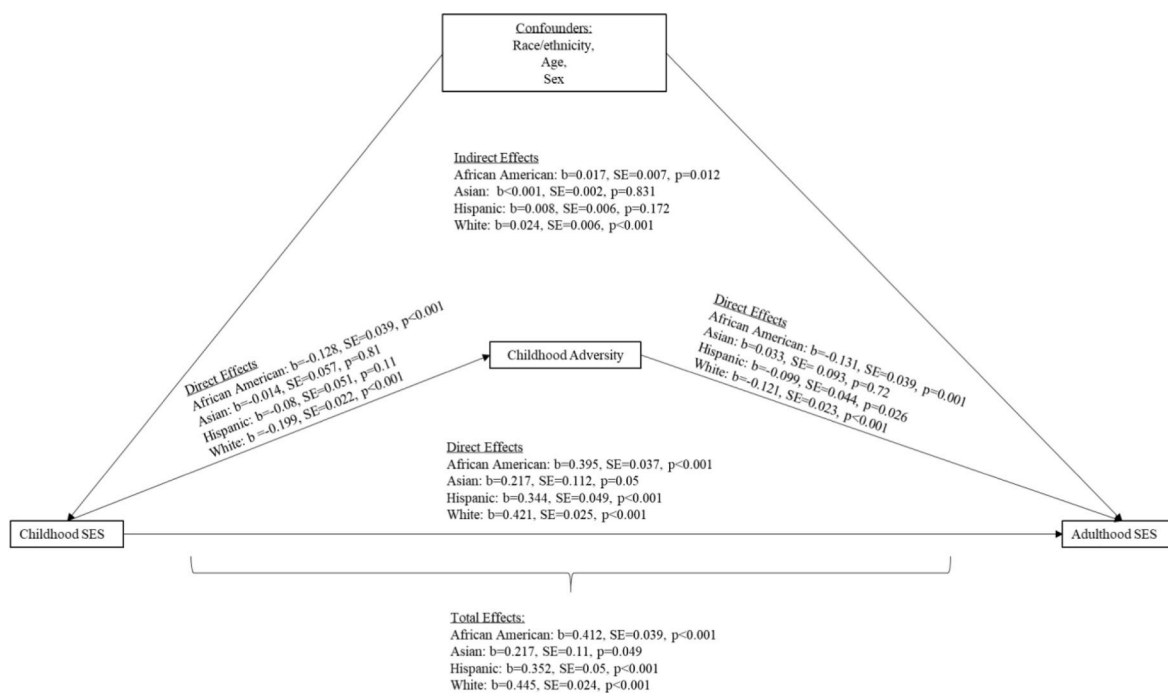 Confounders:
Race/ethnicity,
Age,
Sex
Indirect Effects
African American: b=0.017, SE=0.007, p=0.012
Asian: b<0.001, SE=0.002, p=0.831
Hispanic: b=0.008, SE=0.006, p=0.172
White: b=0.024, SE=0.006, p<0.001
Direct Effects
African American: b=-0.128, SE=0.039, p<0.001
Asian: b=-0.014, SE=0.057, p=0.81
Hispanic: b=-0.08, SE=0.051, p=0.11
White: b =-0.199, SE=0.022, p<0.001
Childhood Adversity
Direct Effects
African American: b=-0.131, SE=0.039, p=0.001
Asian: b=0.033, SE= 0.093, p=0.72
Hispanic: b=-0.099, SE=0.044, p=0.026
White: b=-0.121, SE=0.023, p<0.001
Direct Effects
African American: b=0.395, SE=0.037, p<0.001
Asian: b=0.217, SE=0.112, p=0.05
Hispanic: b=0.344, SE=0.049, p<0.001
White: b=0.421, SE=0.025, p<0.001
Childhood SES
Adulthood SES
Total Effects:
African American: b=0.412, SE=0.039, p<0.001
Asian: b=0.217, SE=0.11, p=0.049
Hispanic: b=0.352, SE=0.05, p<0.001
White: b=0.445, SE=0.024, p<0.001